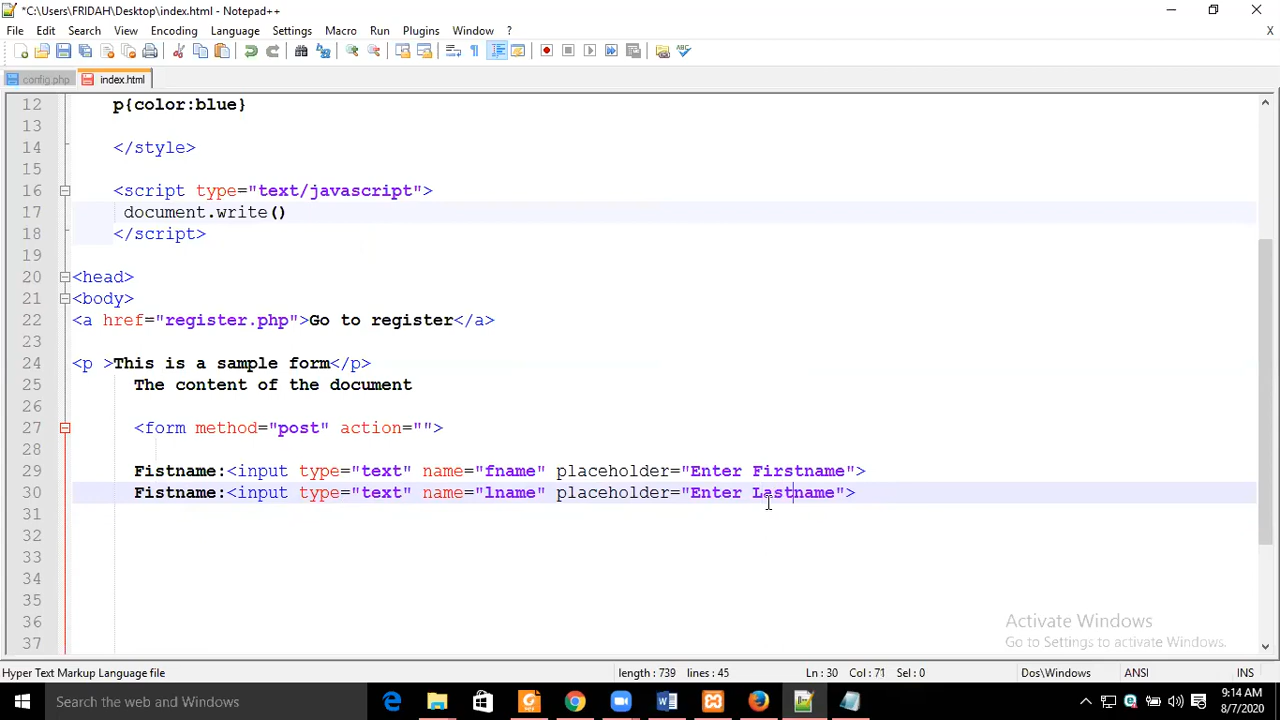 *C:\Users\FRIDAH\Desktop\index.html - Notepad++
File Edit Search View Encoding Language Settings Macro Run Plugins Window ? X
config.php index.html
12 p{color:blue}
13
14 </style>
15
16 <script type="text/javascript">
17 document.write()
18 </script>
19
20 <head>
21 <body>
22 <a href="register.php">Go to register</a>
23
24 <p >This is a sample form</p>
25 The content of the document
26
27 <form method="post" action="">
28
29 Fistname:<input type="text" name="fname" placeholder="Enter Firstname">
30 Fistname:<input type="text" name="lname" placeholder="Enter Lastname">
31
32
33
34
35
36
37
Activate Windows
Go to Settings to activate Windows.
Hyper Text Markup Language file length : 739 lines : 45 Ln : 30 Col : 71 Sel : 0 Dos\Windows ANSI INS
Search the web and Windows
9:14 AM
8/7/2020